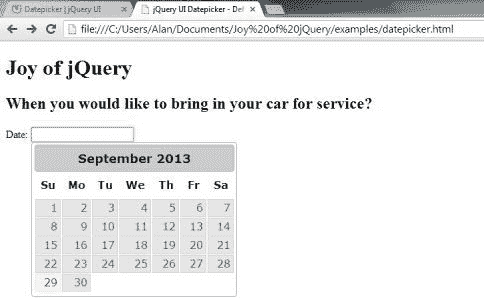 Datepicker | jQuery UI
jQuery UI Datepicker - Def
file:///C:/Users/Alan/Documents/Joy%20of%20jQuery/examples/datepicker.html
Joy of jQuery
When you would like to bring in your car for service?
Date:
September 2013
Su Mo Tu We Th Fr Sa
1 2 3 4 5 6 7
8 9 10 11 12 13 14
15 16 17 18 19 20 21
22 23 24 25 26 27 28
29 30